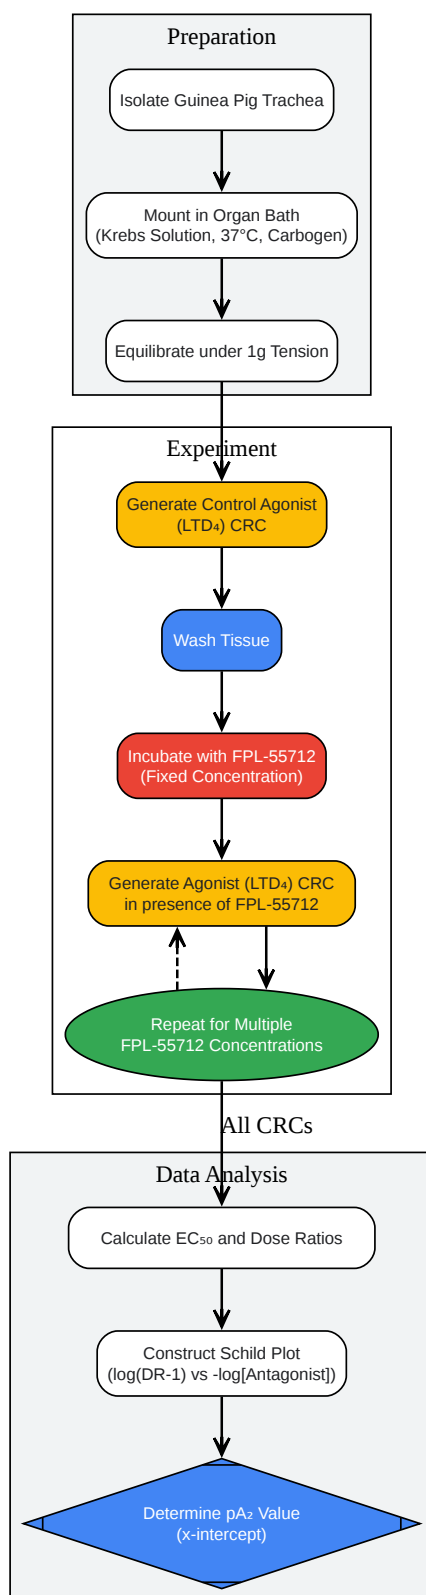 Preparation
Isolate Guinea Pig Trachea
Mount in Organ Bath
(Krebs Solution, 37°C, Carbogen)
Equilibrate under 1g Tension
Experiment
Generate Control Agonist
(LTD₄) CRC
Wash Tissue
Incubate with FPL-55712
(Fixed Concentration)
Generate Agonist (LTD₄) CRC
in presence of FPL-55712
Repeat for Multiple
FPL-55712 Concentrations
All CRCs
Data Analysis
Calculate EC₅₀ and Dose Ratios
Construct Schild Plot
(log(DR-1) vs -log[Antagonist])
Determine pA₂ Value
(x-intercept)